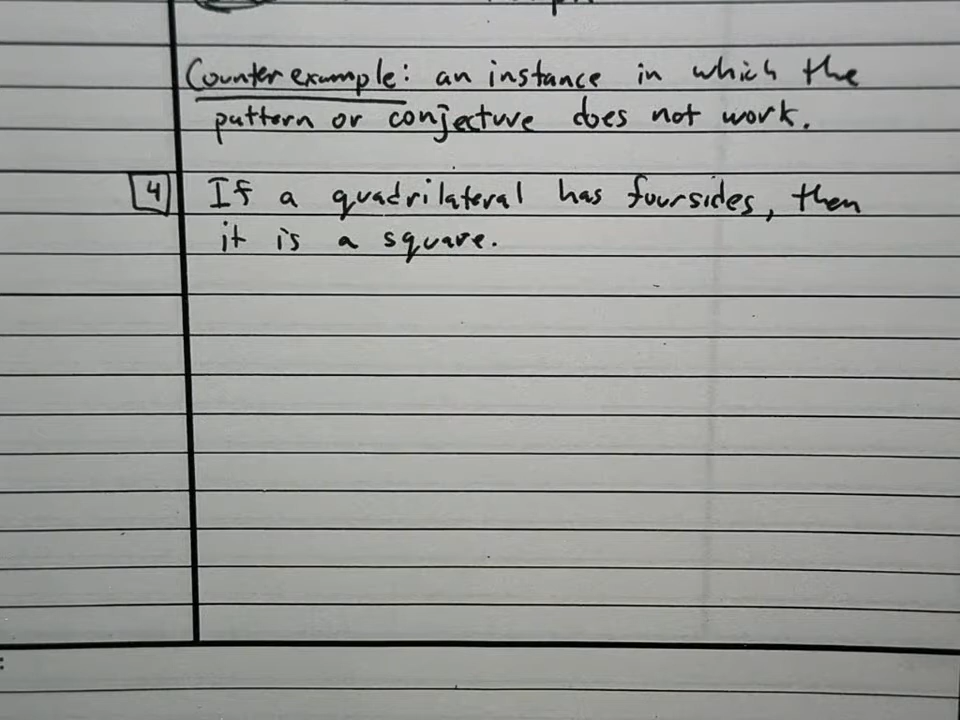 Counterexample: an instance in which the
pattern or conjecture does not work.
4 If a quadrilateral has foursides, then
it is a square.
: